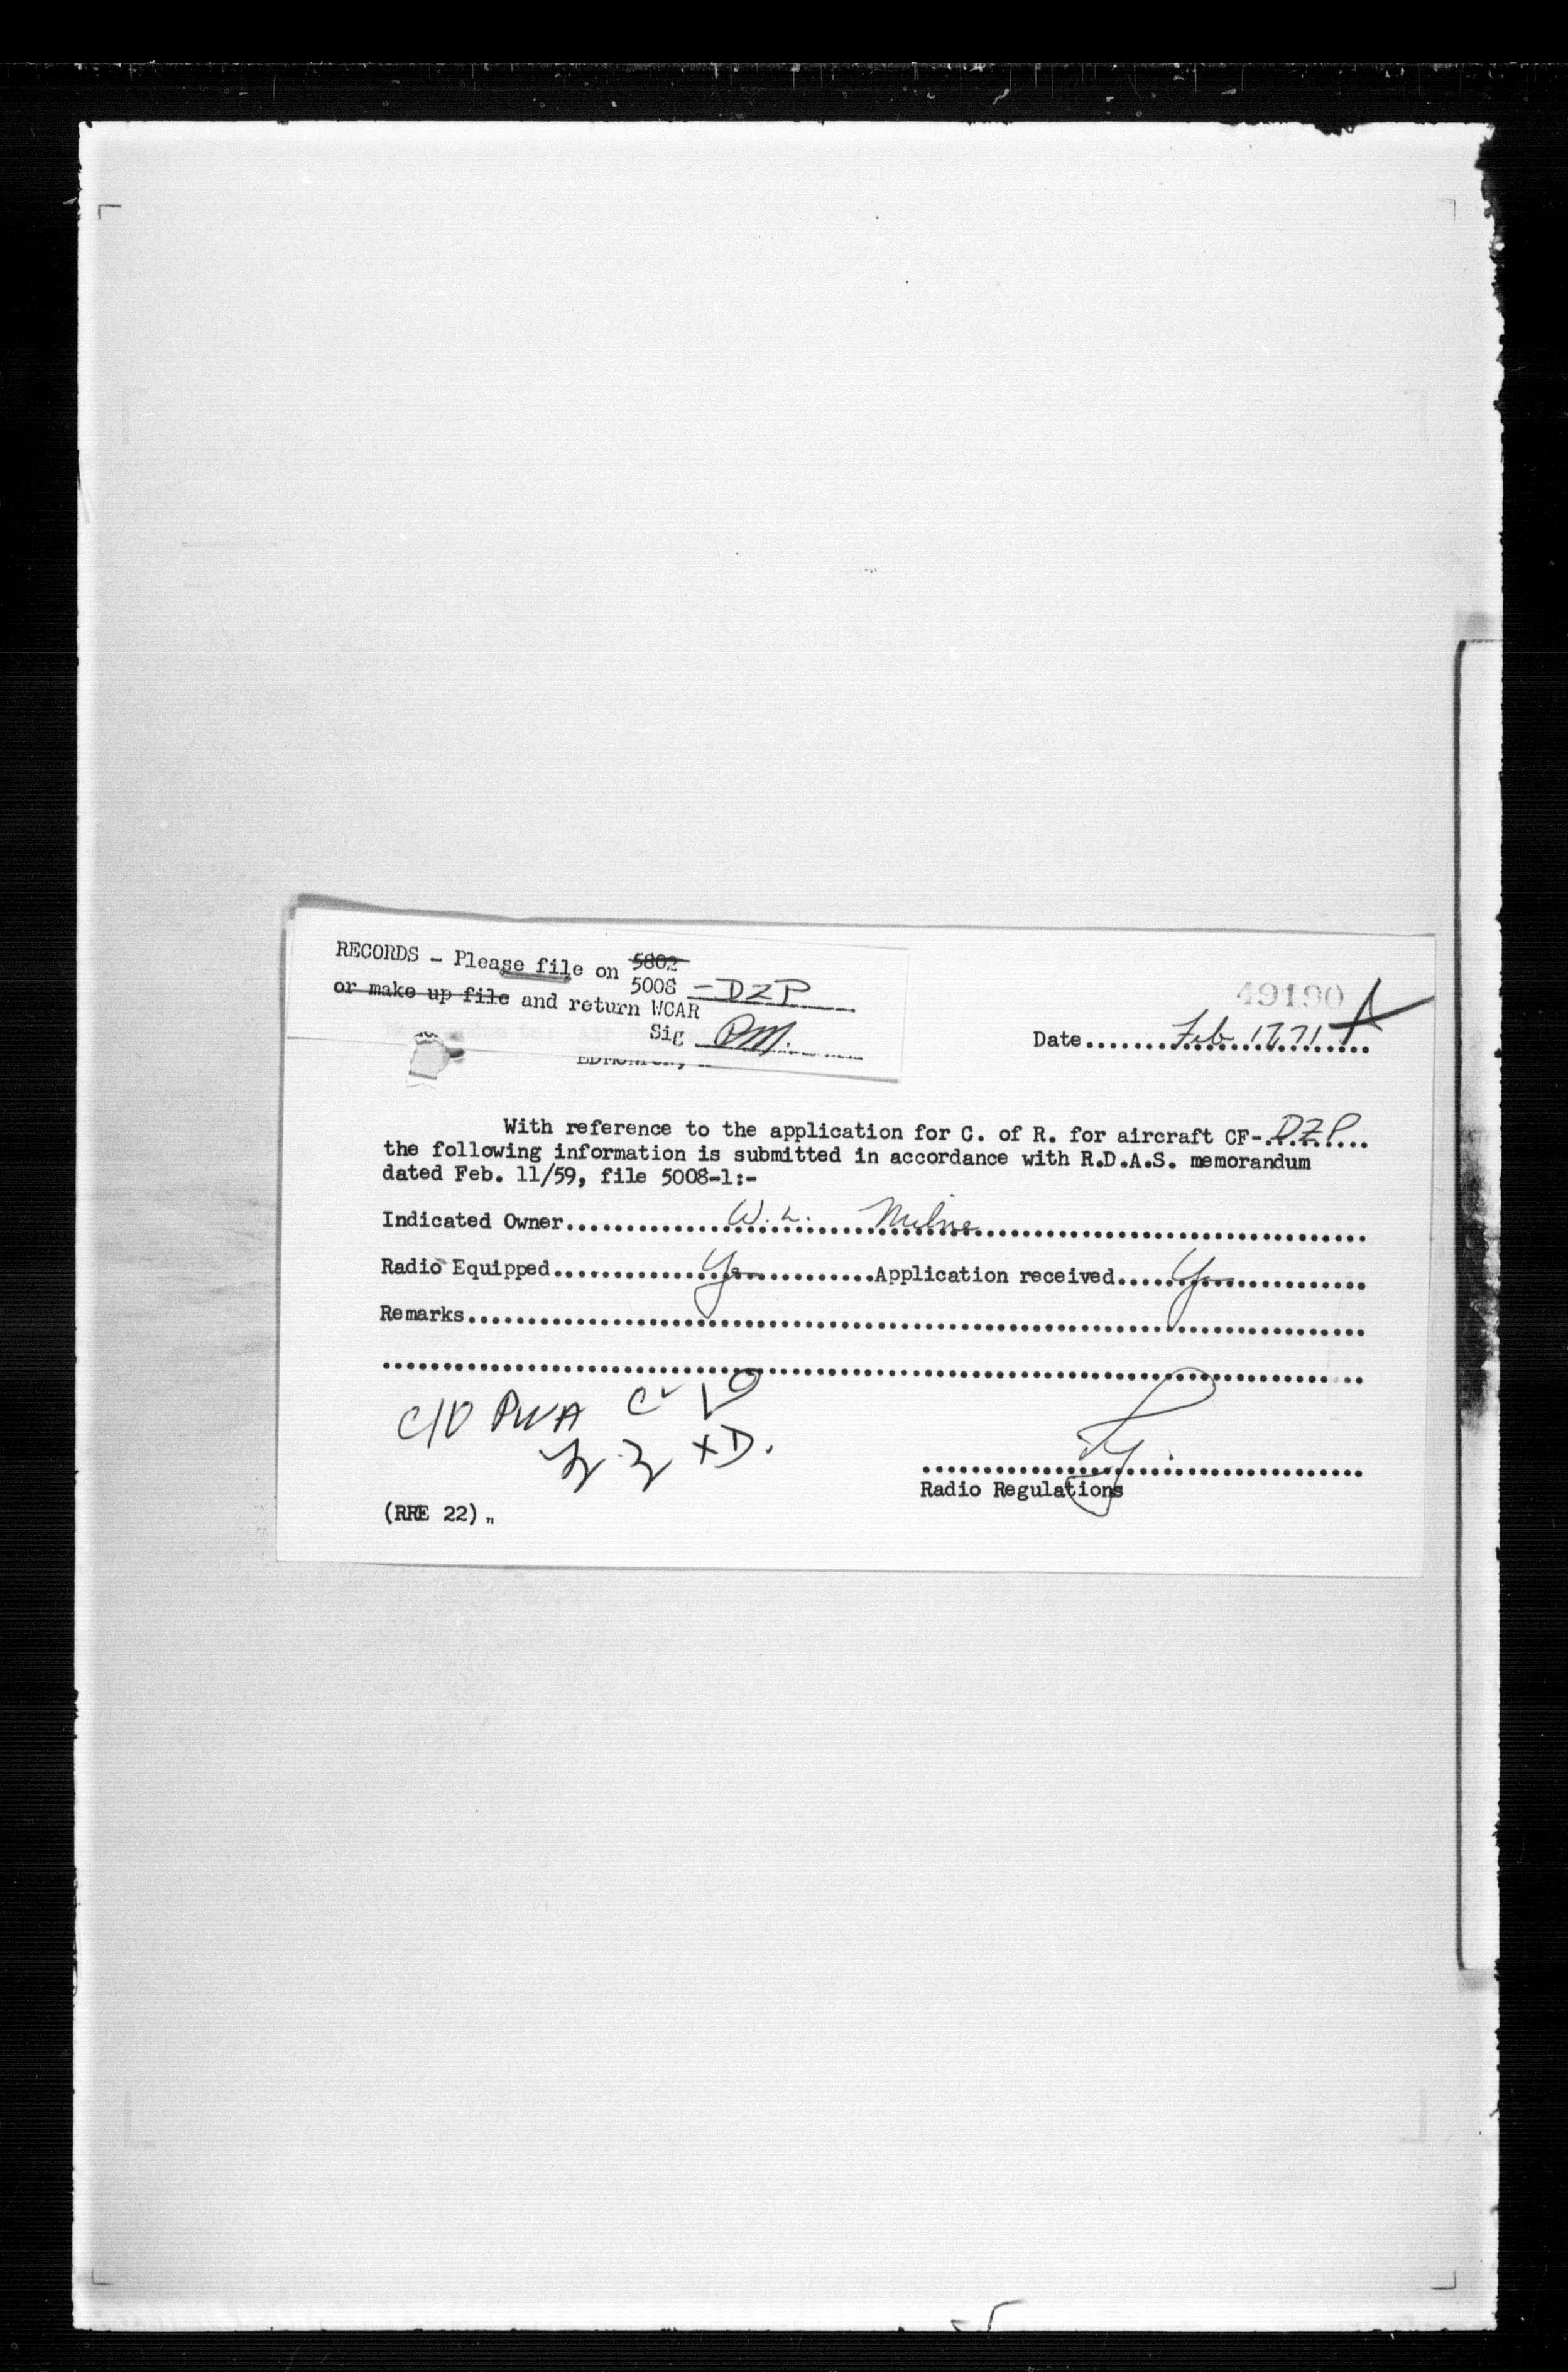 RECORDS - Please file on 5802
5008 - DZP
or make up file and return WCAR
Sig PM.
EDMONTON,
49190
Date.......Feb 17.71......
With reference to the application for C. of R. for aircraft CF-.DZP...
the following information is submitted in accordance with R.D.A.S. memorandum
dated Feb. 11/59, file 5008-1:-
Indicated Owner..............W. L. Milne..............................
Radio Equipped.............Yes............Application received.....Yes.............
Remarks..........................................................................
..................................................................................
C/O PWA
.....................................
Radio Regulations
(RRE 22)„